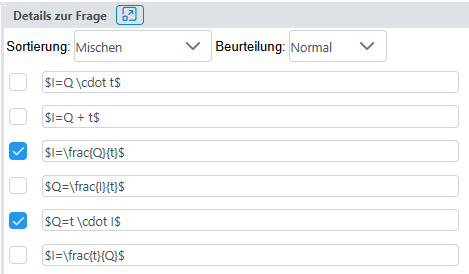 Details zur Frage
Sortierung: Mischen Beurteilung: Normal
$I=Q \cdot t$
$I=Q + t$
$I=\frac{Q}{t}$
$Q=\frac{I}{t}$
$Q=t \cdot I$
$I=\frac{t}{Q}$